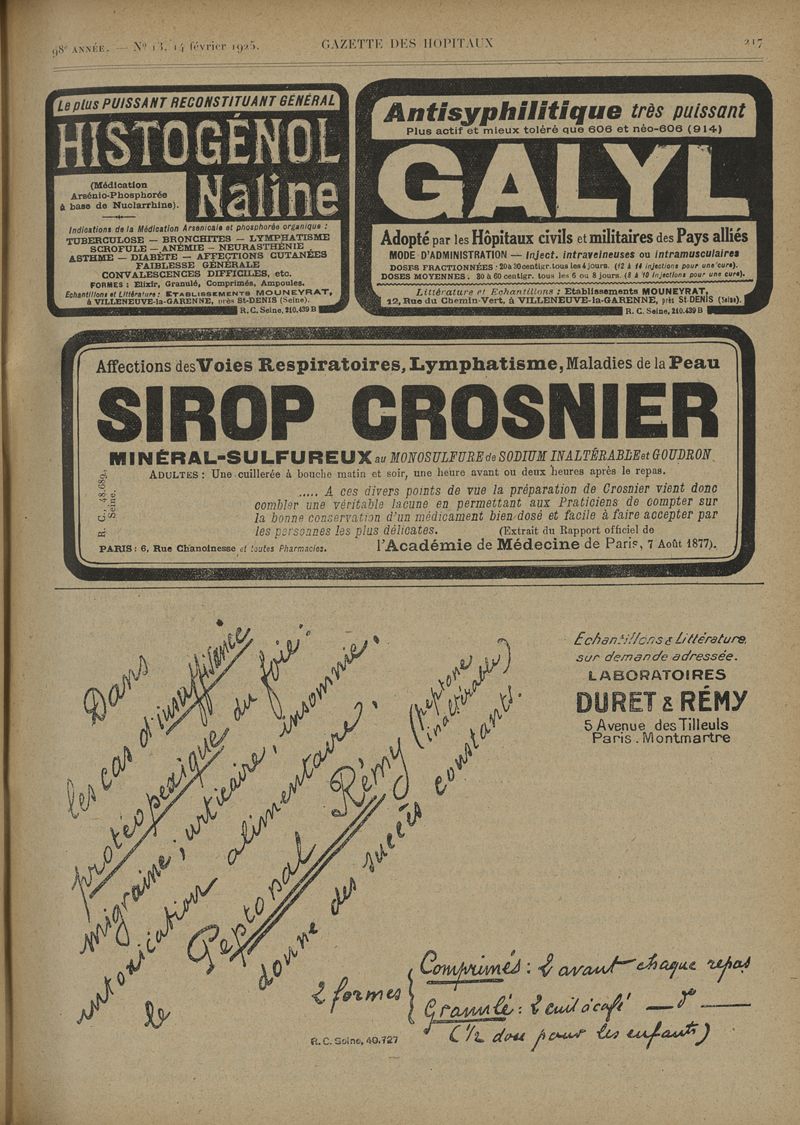 98e ANNÉE. — No 13. 14 février 1925.
GAZETTE DES HOPITAUX
217
Le plus PUISSANT RECONSTITUANT GÉNÉRAL
HISTOGÉNOL
Naline
(Médication
Arsénio-Phosphorée
à base de Nuclarrhine).
Indications de la Médication Arsenicale et phosphorée organique :
TUBERCULOSE — BRONCHITES — LYMPHATISME
SCROFULE — ANÉMIE — NEURASTHÉNIE
ASTHME — DIABÈTE — AFFECTIONS CUTANÉES
FAIBLESSE GÉNÉRALE
CONVALESCENCES DIFFICILES, etc.
FORMES : Elixir, Granulé, Comprimés, Ampoules.
Echantillons et Littérature : ETABLISSEMENTS MOUNEYRAT,
à VILLENEUVE-la-GARENNE, près St-DENIS (Seine).
R. C. Seine, 210.439 B
Antisyphilitique très puissant
Plus actif et mieux toléré que 606 et néo-606 (914)
GALYL
Adopté par les Hôpitaux civils et militaires des Pays alliés
MODE D'ADMINISTRATION — Inject. intraveineuses ou intramusculaires
DOSES FRACTIONNÉES : 20 à 30 centigr. tous les 4 jours. (12 à 14 injections pour une cure).
DOSES MOYENNES . 30 à 60 centigr. tous les 6 ou 8 jours. (8 à 10 injections pour une cure).
Littérature et Echantillons : Etablissements MOUNEYRAT,
12, Rue du Chemin-Vert, à VILLENEUVE-la-GARENNE, près St-DENIS (Seine).
R. C. Seine, 210.439 B
Affections des Voies Respiratoires, Lymphatisme, Maladies de la Peau
SIROP CROSNIER
MINÉRAL-SULFUREUX au MONOSULFURE de SODIUM INALTÉRABLE et GOUDRON
ADULTES : Une cuillerée à bouche matin et soir, une heure avant ou deux heures après le repas.
R. C. 48.689.
Seine.
..... A ces divers points de vue la préparation de Crosnier vient donc
combler une véritable lacune en permettant aux Praticiens de compter sur
la bonne conservation d'un médicament bien dosé et facile à faire accepter par
les personnes les plus délicates. (Extrait du Rapport officiel de
PARIS : 6, Rue Chanoinesse et toutes Pharmacies. l'Académie de Médecine de Paris, 7 Août 1877).
Dans
les cas d'insuffisance
protéopexique du foie :
migraine ; urticaire, insomnie,
intoxication alimentaire,
le Peptonal Rémy (peptone
inaltérable)
donne des succès constants.
Échantillons & Littérature
sur demande adressée.
LABORATOIRES
DURET & RÉMY
5 Avenue des Tilleuls
Paris. Montmartre
2 formes
Comprimés : 2 avant chaque repas
Granulé : 2 cuil à café — do —
(1/2 dose pour les enfants)
R. C. Seine, 40.727